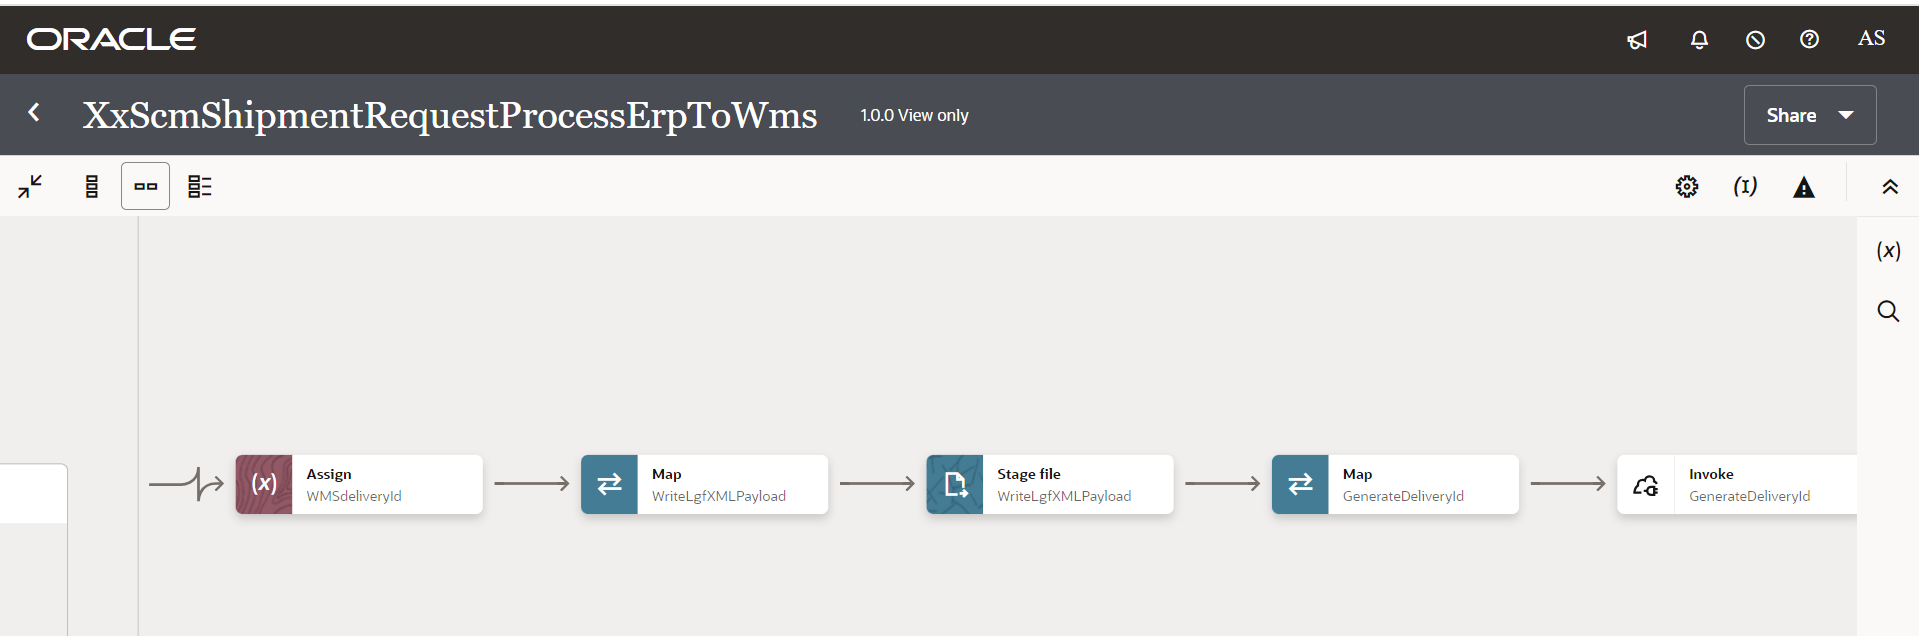 ORACLE
AS
XxScmShipmentRequestProcessErpToWms
1.0.0 View only
Share
(I)
(x)
(x)
Assign
WMSdeliveryId
Map
WriteLgfXMLPayload
Stage file
WriteLgfXMLPayload
Map
GenerateDeliveryId
Invoke
GenerateDeliveryId